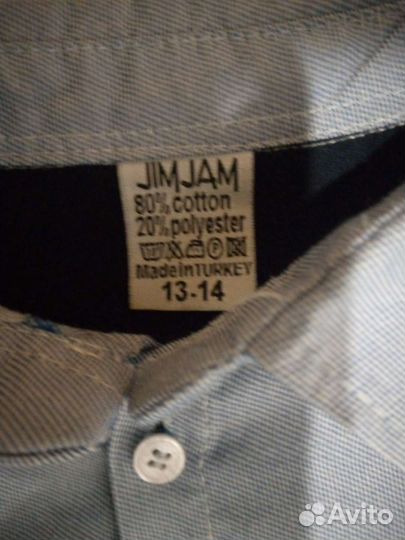 JIMJAM
80% cotton
20% polyester
Made in TURKEY
13-14
Avito